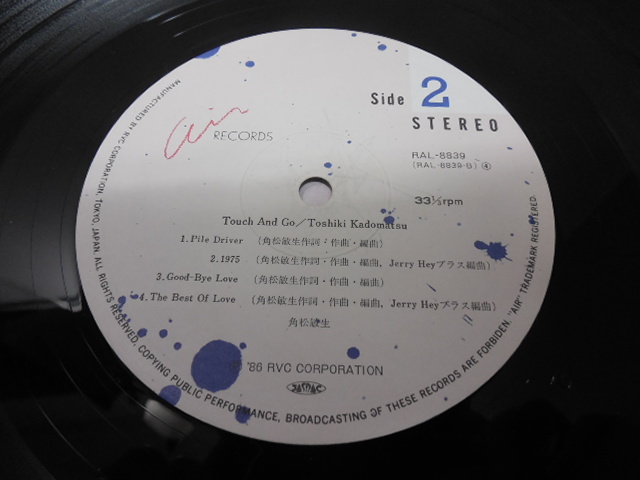 Side 2
STEREO
air RECORDS
RAL-8839
(RAL-8839-B) ④
33⅓rpm
Touch And Go／Toshiki Kadomatsu
1. Pile Driver (角松敏生作詞・作曲・編曲)
2. 1975 (角松敏生作詞・作曲・編曲, Jerry Heyブラス編曲)
3. Good-Bye Love (角松敏生作詞・作曲・編曲)
4. The Best Of Love (角松敏生作詞・作曲・編曲, Jerry Heyブラス編曲)
角松敏生
℗ '86 RVC CORPORATION
JASRAC
MANUFACTURED BY RVC CORPORATION, TOKYO, JAPAN. ALL RIGHTS RESERVED. COPYING PUBLIC PERFORMANCE, BROADCASTING OF THESE RECORDS ARE FORBIDDEN. "AIR" TRADEMARK REGISTERED.